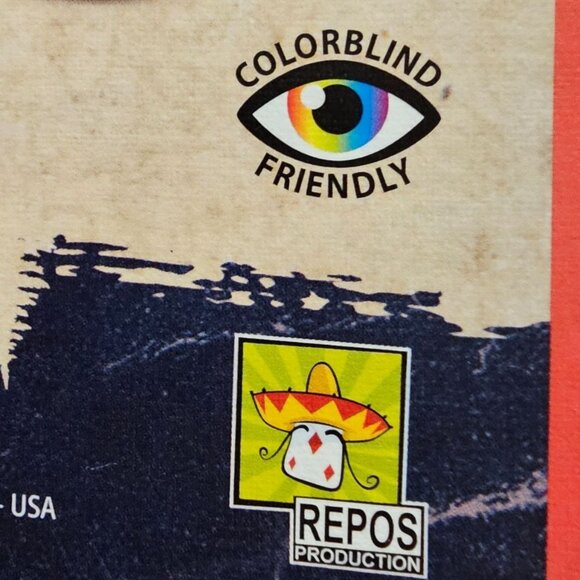 COLORBLIND
FRIENDLY
- USA
REPOS
PRODUCTION